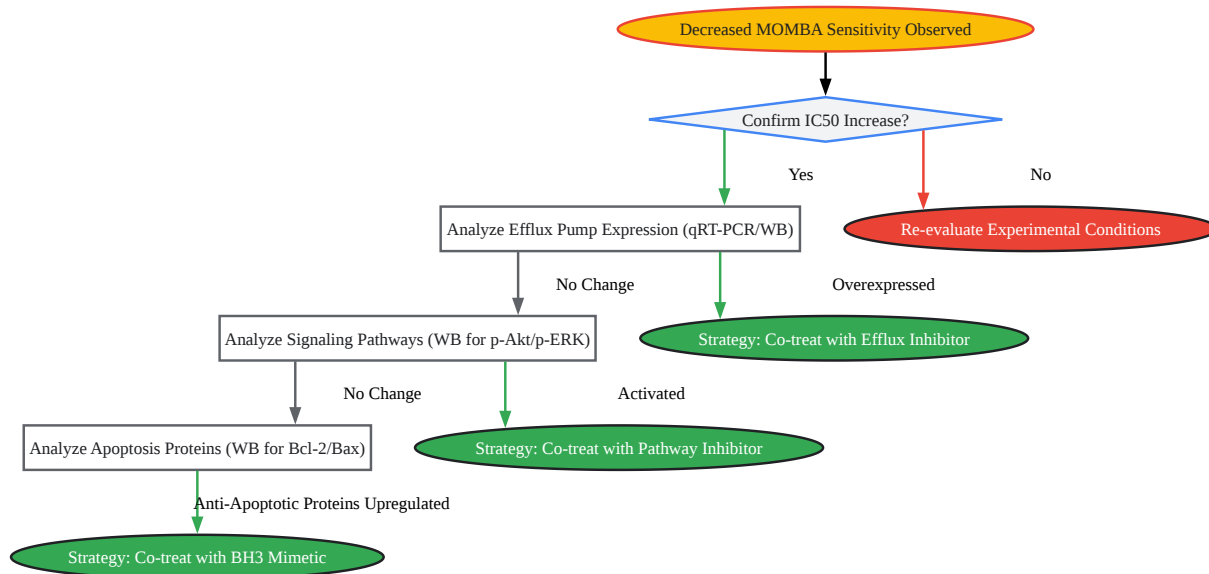 Decreased MOMBA Sensitivity Observed
Confirm IC50 Increase?
Yes
No
Analyze Efflux Pump Expression (qRT-PCR/WB)
Re-evaluate Experimental Conditions
No Change
Overexpressed
Analyze Signaling Pathways (WB for p-Akt/p-ERK)
Strategy: Co-treat with Efflux Inhibitor
No Change
Activated
Analyze Apoptosis Proteins (WB for Bcl-2/Bax)
Strategy: Co-treat with Pathway Inhibitor
Anti-Apoptotic Proteins Upregulated
Strategy: Co-treat with BH3 Mimetic